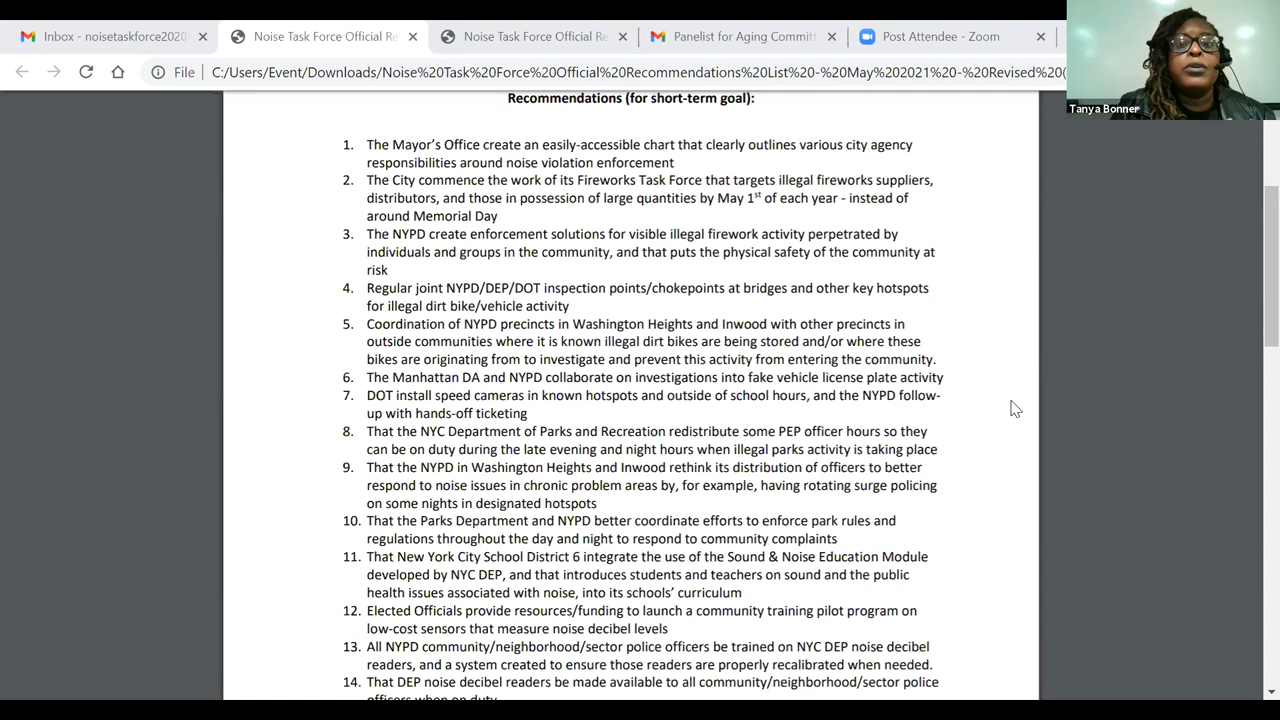 Inbox - noisetaskforce2020
Noise Task Force Official Re
Noise Task Force Official Re
Panelist for Aging Committ
Post Attendee - Zoom
File
C:/Users/Event/Downloads/Noise%20Task%20Force%20Official%20Recommendations%20List%20-%20May%202021%20-%20Revised%20(
Tanya Bonner
Recommendations (for short-term goal):
1. The Mayor's Office create an easily-accessible chart that clearly outlines various city agency
responsibilities around noise violation enforcement
2. The City commence the work of its Fireworks Task Force that targets illegal fireworks suppliers,
distributors, and those in possession of large quantities by May 1st of each year - instead of
around Memorial Day
3. The NYPD create enforcement solutions for visible illegal firework activity perpetrated by
individuals and groups in the community, and that puts the physical safety of the community at
risk
4. Regular joint NYPD/DEP/DOT inspection points/chokepoints at bridges and other key hotspots
for illegal dirt bike/vehicle activity
5. Coordination of NYPD precincts in Washington Heights and Inwood with other precincts in
outside communities where it is known illegal dirt bikes are being stored and/or where these
bikes are originating from to investigate and prevent this activity from entering the community.
6. The Manhattan DA and NYPD collaborate on investigations into fake vehicle license plate activity
7. DOT install speed cameras in known hotspots and outside of school hours, and the NYPD follow-
up with hands-off ticketing
8. That the NYC Department of Parks and Recreation redistribute some PEP officer hours so they
can be on duty during the late evening and night hours when illegal parks activity is taking place
9. That the NYPD in Washington Heights and Inwood rethink its distribution of officers to better
respond to noise issues in chronic problem areas by, for example, having rotating surge policing
on some nights in designated hotspots
10. That the Parks Department and NYPD better coordinate efforts to enforce park rules and
regulations throughout the day and night to respond to community complaints
11. That New York City School District 6 integrate the use of the Sound & Noise Education Module
developed by NYC DEP, and that introduces students and teachers on sound and the public
health issues associated with noise, into its schools' curriculum
12. Elected Officials provide resources/funding to launch a community training pilot program on
low-cost sensors that measure noise decibel levels
13. All NYPD community/neighborhood/sector police officers be trained on NYC DEP noise decibel
readers, and a system created to ensure those readers are properly recalibrated when needed.
14. That DEP noise decibel readers be made available to all community/neighborhood/sector police
officers when on duty